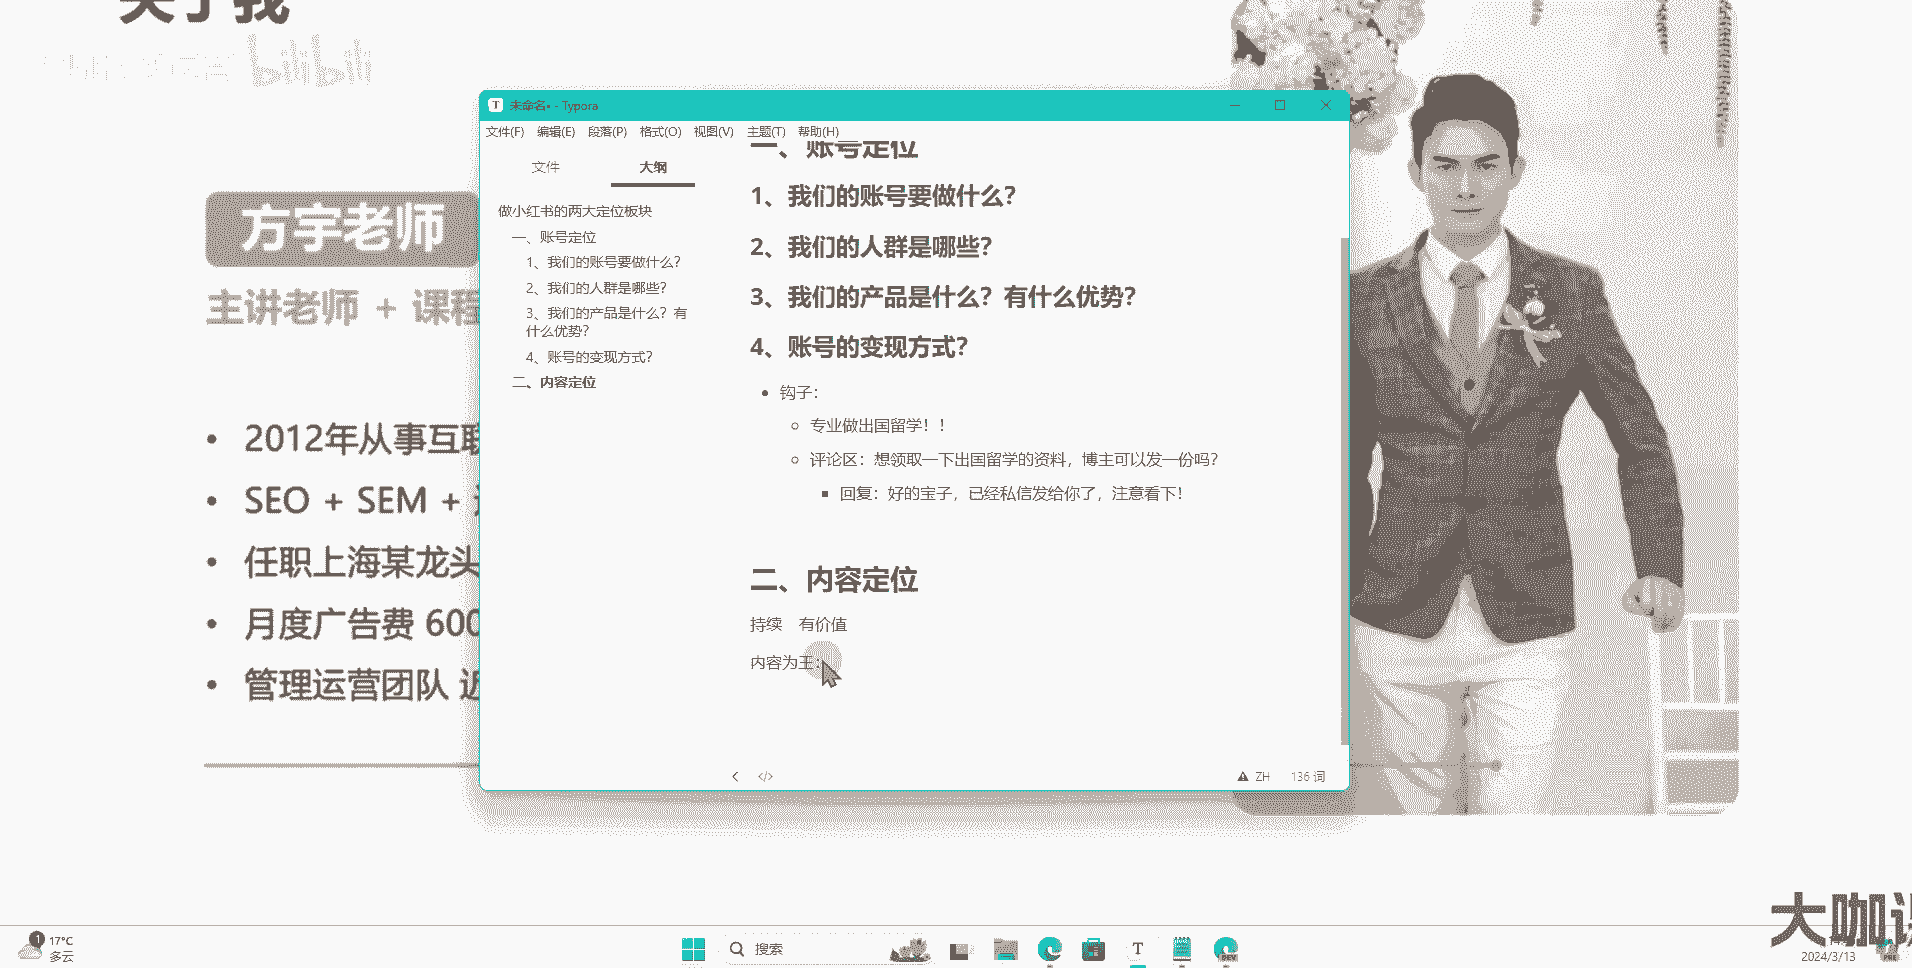 关于我
bilibili
未命名• - Typora
文件(F) 编辑(E) 段落(P) 格式(O) 视图(V) 主题(T) 帮助(H)
文件 大纲
做小红书的两大定位板块
一、账号定位
1、我们的账号要做什么？
2、我们的人群是哪些？
3、我们的产品是什么？有
什么优势？
4、账号的变现方式？
二、内容定位
一、账号定位
1、我们的账号要做什么？
2、我们的人群是哪些？
3、我们的产品是什么？有什么优势？
4、账号的变现方式？
• 钩子：
专业做出国留学！！
评论区：想领取一下出国留学的资料，博主可以发一份吗？
回复：好的宝子，已经私信发给你了，注意看下！
二、内容定位
持续 有价值
内容为王：
ZH 136 词
方宇老师
主讲老师 + 课程
• 2012年从事互联
• SEO + SEM +
• 任职上海某龙头
• 月度广告费 600
• 管理运营团队 近
大咖课
1
17°C
多云
搜索
DEV
2024/3/13
PRE